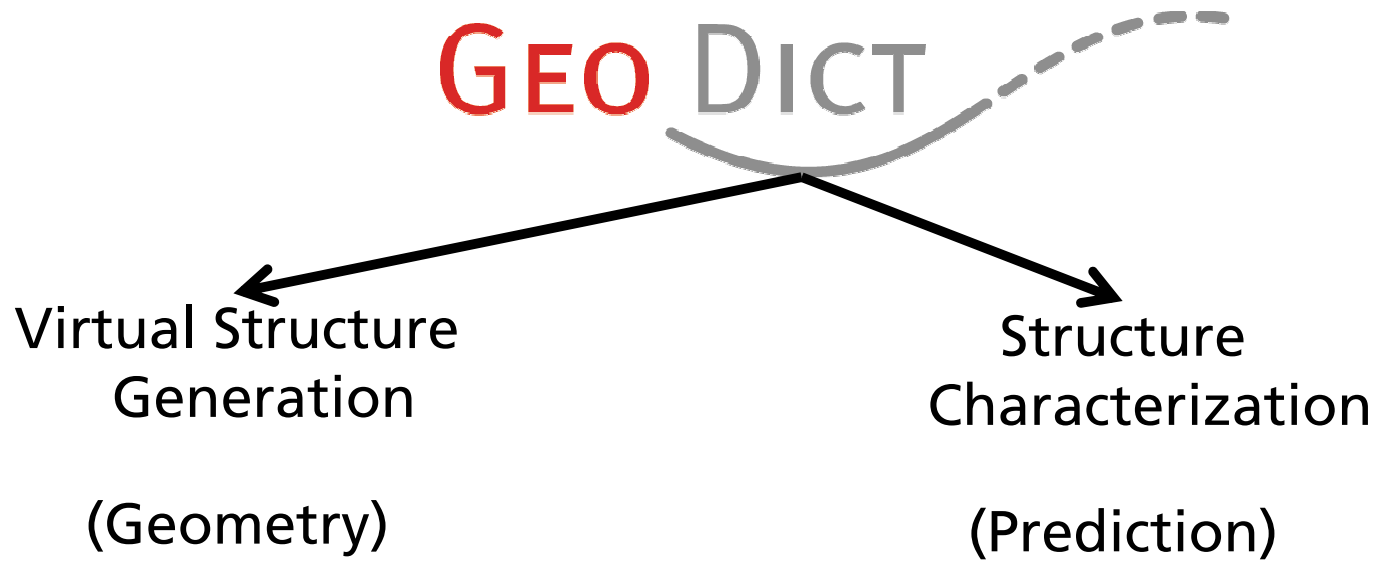 GEO DICT
Virtual Structure
Generation
(Geometry)
Structure
Characterization
(Prediction)